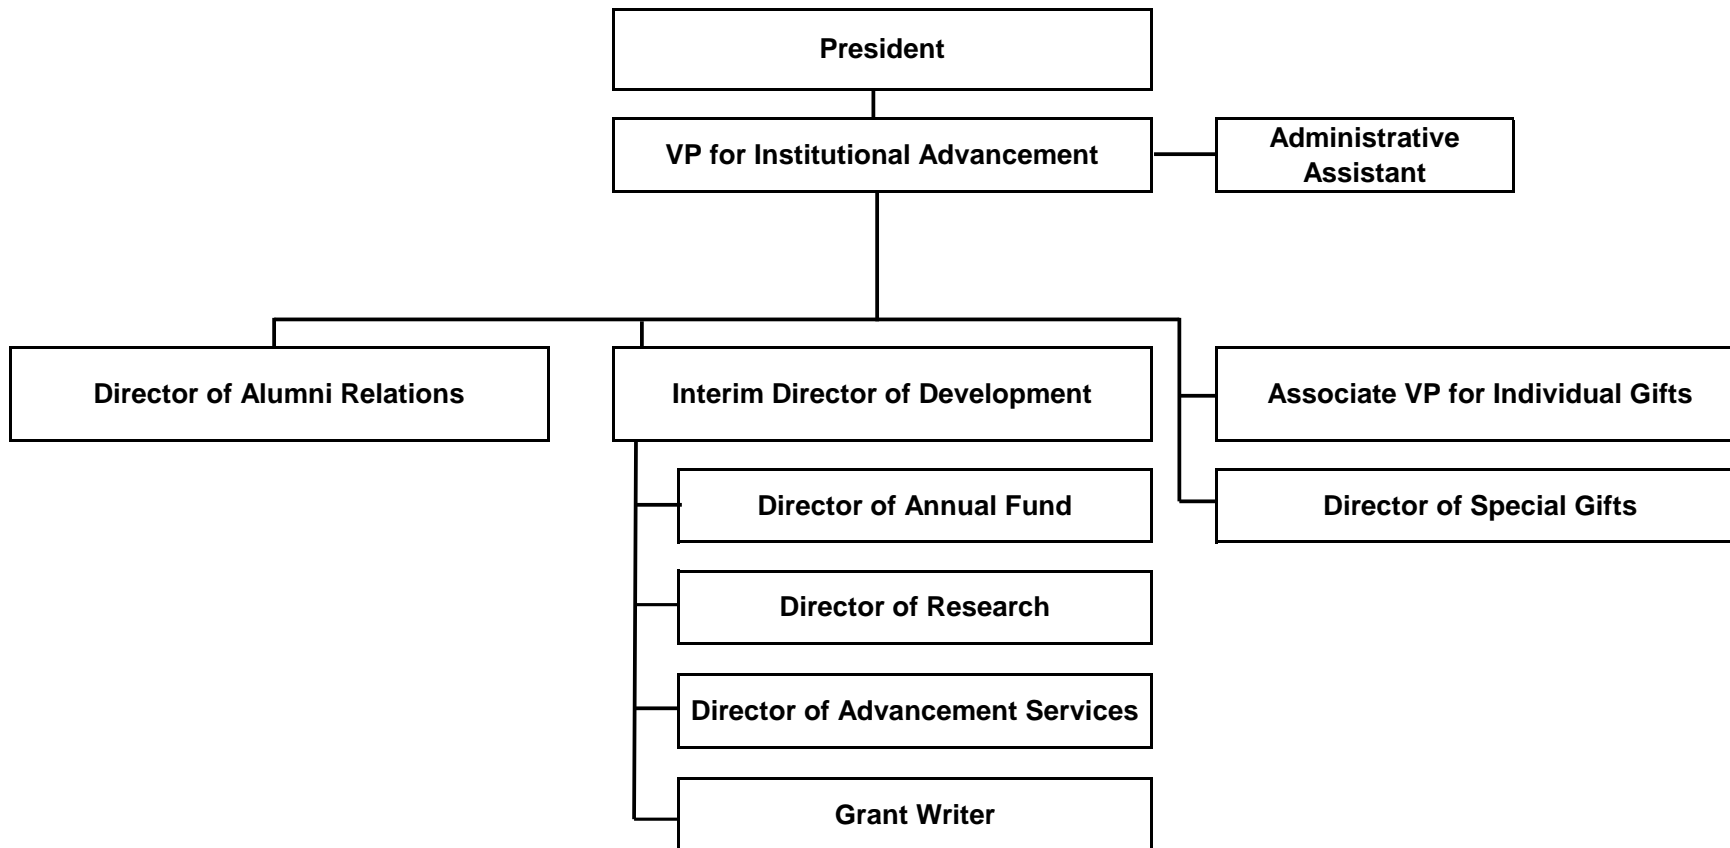 President
VP for Institutional Advancement
Administrative
Assistant
Director of Alumni Relations
Interim Director of Development
Associate VP for Individual Gifts
Director of Annual Fund
Director of Special Gifts
Director of Research
Director of Advancement Services
Grant Writer